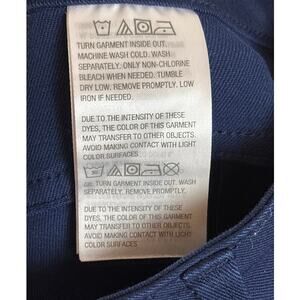 TURN GARMENT INSIDE OUT.
MACHINE WASH COLD. WASH
SEPARATELY. ONLY NON-CHLORINE
BLEACH WHEN NEEDED. TUMBLE
DRY LOW. REMOVE PROMPTLY. LOW
IRON IF NEEDED.
DUE TO THE INTENSITY OF THESE
DYES, THE COLOR OF THIS GARMENT
MAY TRANSFER TO OTHER OBJECTS.
AVOID MAKING CONTACT WITH LIGHT
COLOR SURFACES.
TURN GARMENT INSIDE OUT. WASH
SEPARATELY. REMOVE PROMPTLY.
DUE TO THE INTENSITY OF THESE
DYES, THE COLOR OF THIS GARMENT
MAY TRANSFER TO OTHER OBJECTS.
AVOID MAKING CONTACT WITH LIGHT
COLOR SURFACES